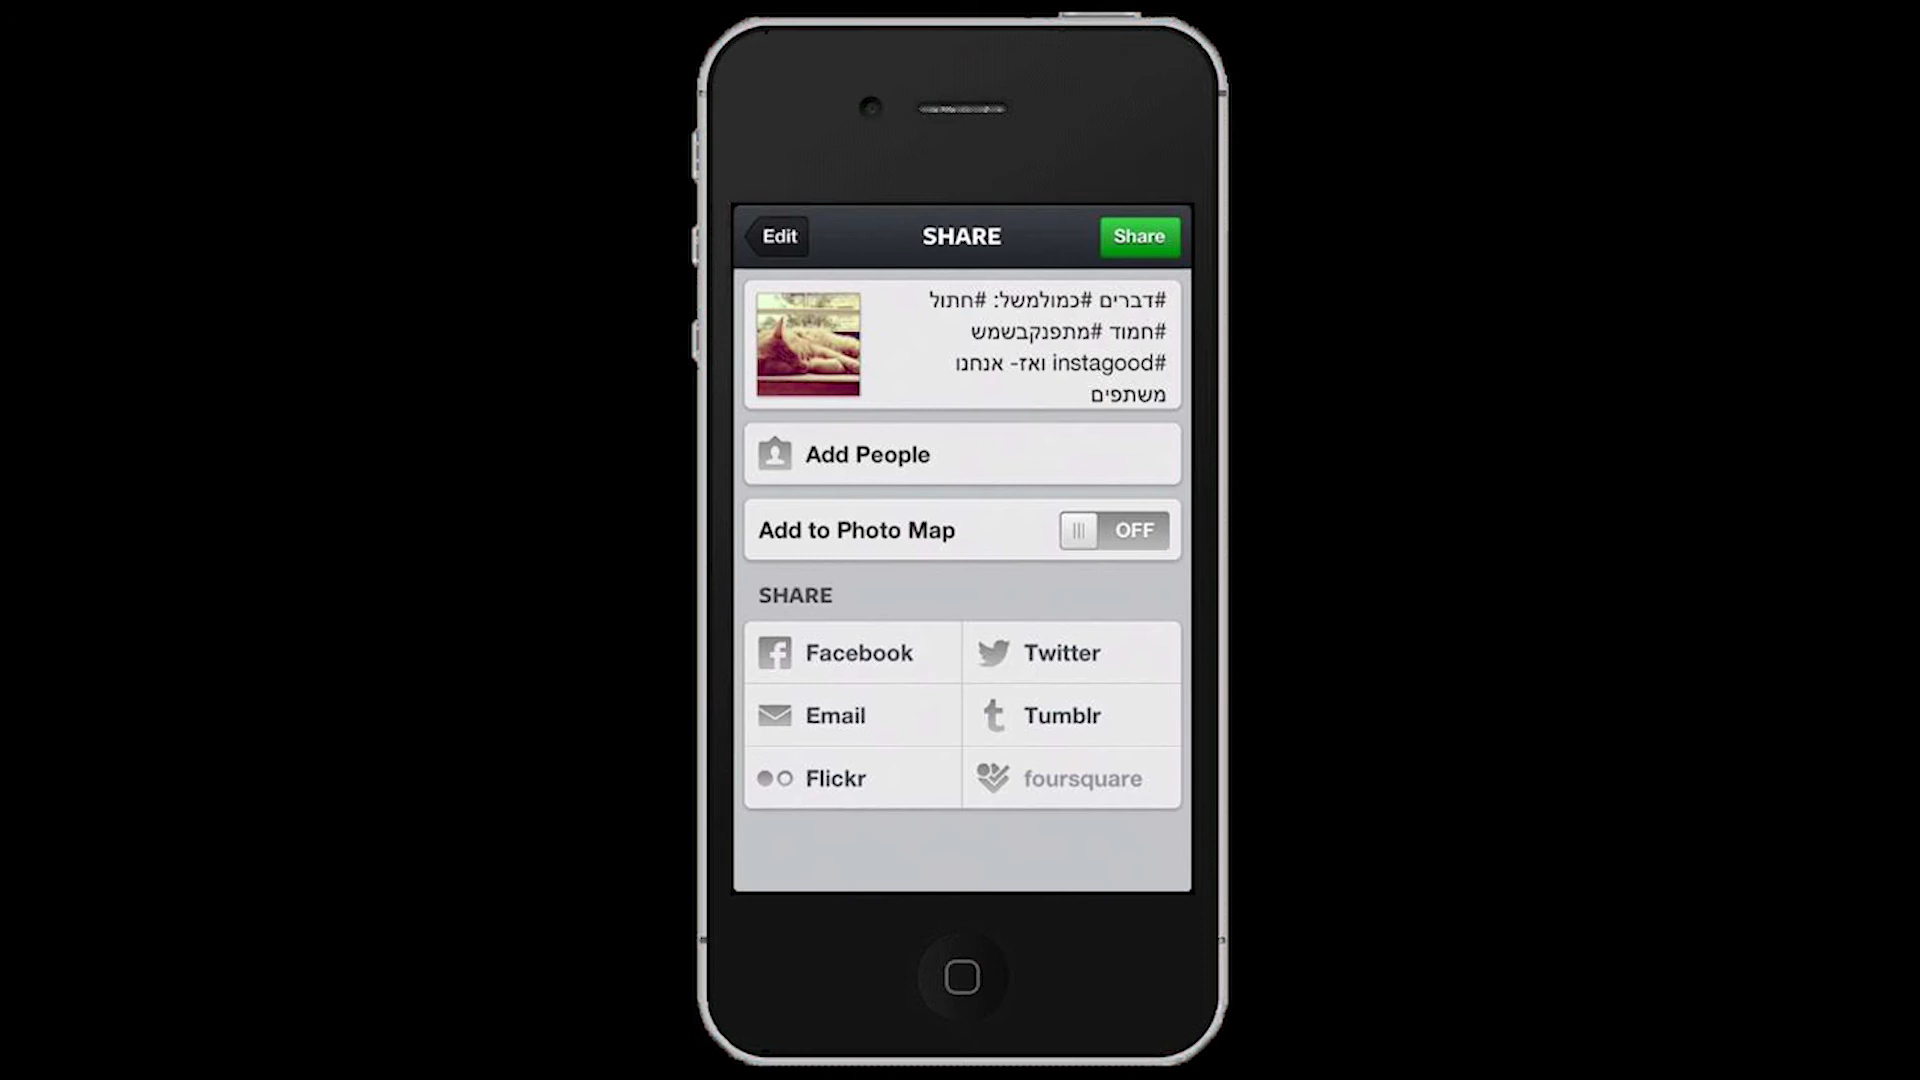 Edit
SHARE
Share
#דברים #כמולמשל: #חתול
#חמוד #מתפנקבשמש
#instagood ואז- אנחנו
משתפים
Add People
Add to Photo Map
OFF
SHARE
Facebook
Twitter
Email
Tumblr
Flickr
foursquare